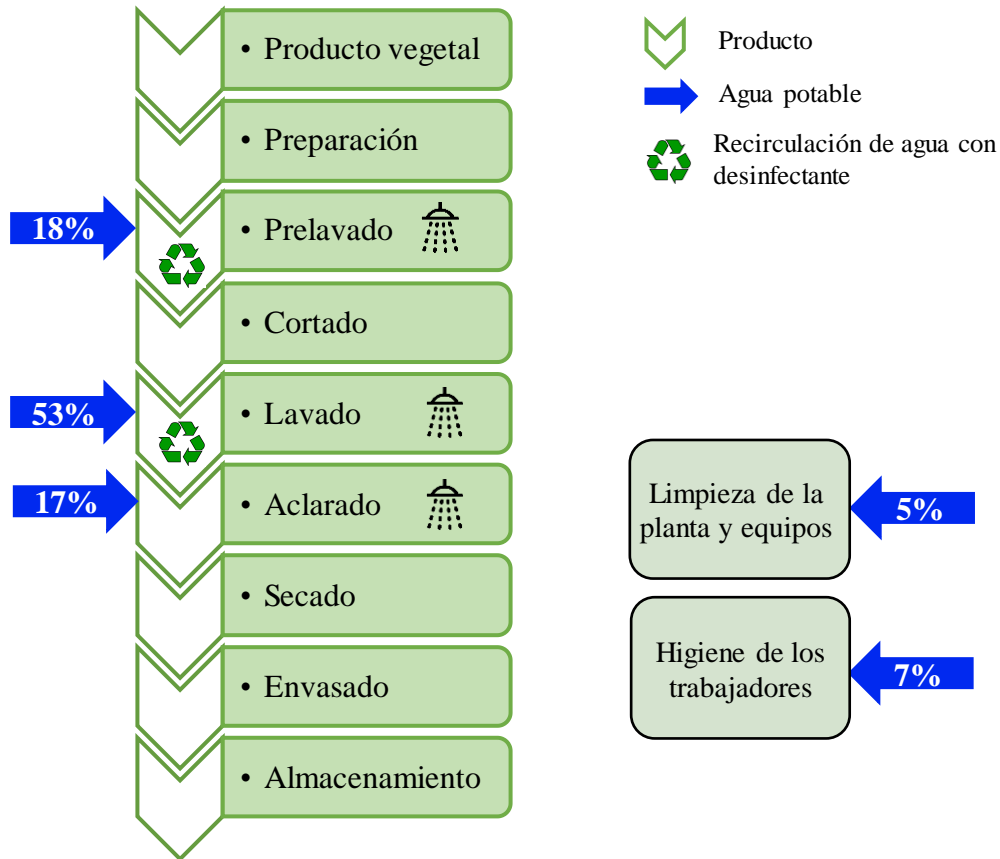 • Producto vegetal
• Preparación
18%
• Prelavado
• Cortado
53%
• Lavado
17%
• Aclarado
• Secado
• Envasado
• Almacenamiento
Producto
Agua potable
Recirculación de agua con
desinfectante
Limpieza de la
planta y equipos
5%
Higiene de los
trabajadores
7%